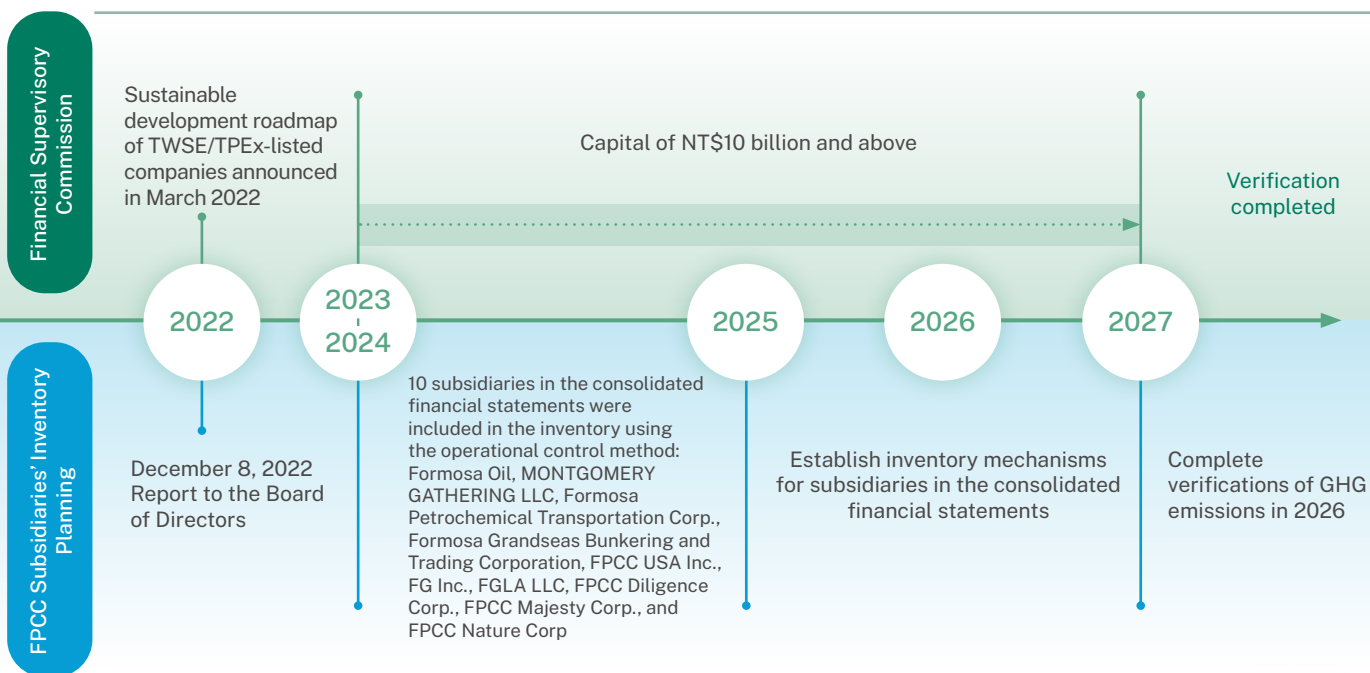 Financial Supervisory
Commission
Sustainable
development roadmap
of TWSE/TPEx-listed
companies announced
in March 2022
Capital of NT$10 billion and above
Verification
completed
2022
2023
-
2024
2025
2026
2027
FPCC Subsidiaries' Inventory
Planning
December 8, 2022
Report to the Board
of Directors
10 subsidiaries in the consolidated
financial statements were
included in the inventory using
the operational control method:
Formosa Oil, MONTGOMERY
GATHERING LLC, Formosa
Petrochemical Transportation Corp.,
Formosa Grandseas Bunkering and
Trading Corporation, FPCC USA Inc.,
FG Inc., FGLA LLC, FPCC Diligence
Corp., FPCC Majesty Corp., and
FPCC Nature Corp
Establish inventory mechanisms
for subsidiaries in the consolidated
financial statements
Complete
verifications of GHG
emissions in 2026